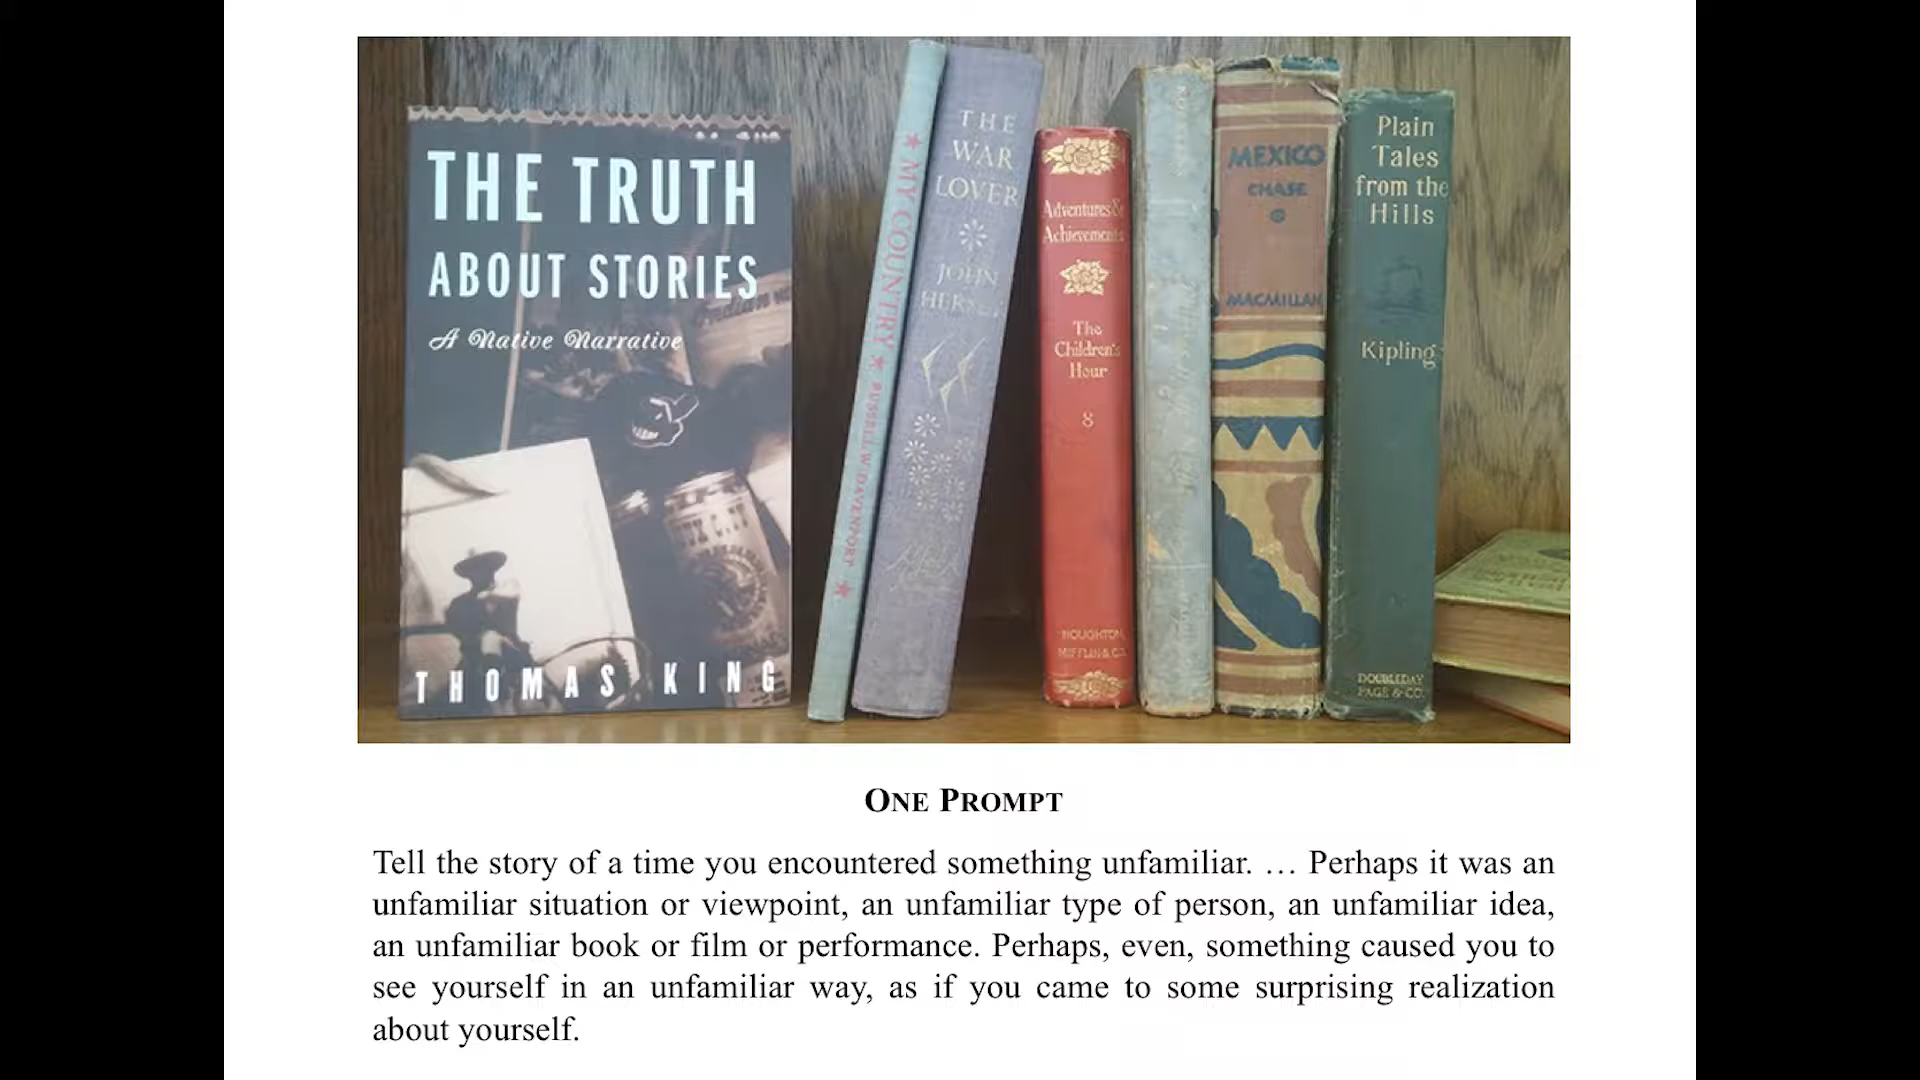 THE TRUTH
ABOUT STORIES
A Native Narrative
THOMAS KING
★ MY COUNTRY ★ RUSSELL W. DAVENPORT ★
THE
WAR
LOVER
JOHN
HERSEY
Adventures &
Achievements
The
Children's
Hour
8
HOUGHTON
MIFFLIN & CO.
MEXICO
CHASE
MACMILLAN
Plain
Tales
from the
Hills
Kipling
DOUBLEDAY
PAGE & CO.
ONE PROMPT
Tell the story of a time you encountered something unfamiliar. … Perhaps it was an
unfamiliar situation or viewpoint, an unfamiliar type of person, an unfamiliar idea,
an unfamiliar book or film or performance. Perhaps, even, something caused you to
see yourself in an unfamiliar way, as if you came to some surprising realization
about yourself.